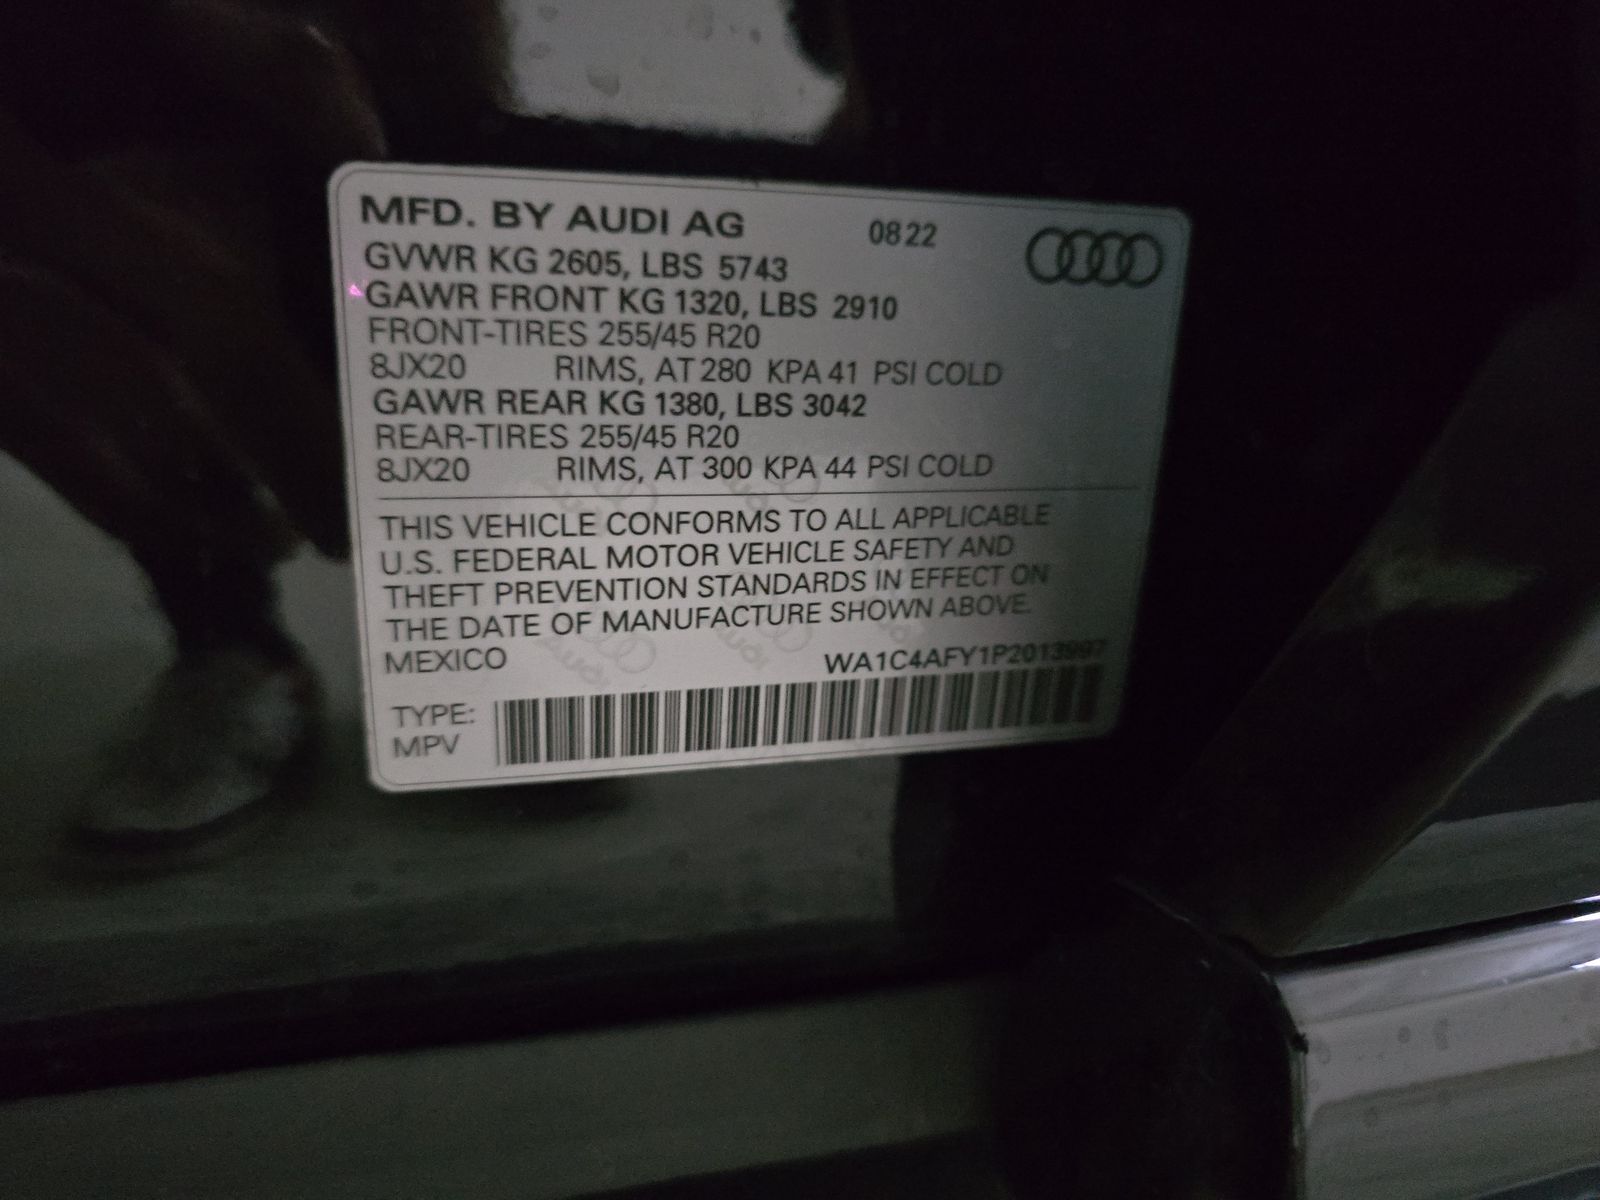 MFD. BY AUDI AG 0822
GVWR KG 2605, LBS 5743
GAWR FRONT KG 1320, LBS 2910
FRONT-TIRES 255/45 R20
8JX20 RIMS, AT 280 KPA 41 PSI COLD
GAWR REAR KG 1380, LBS 3042
REAR-TIRES 255/45 R20
8JX20 RIMS, AT 300 KPA 44 PSI COLD
THIS VEHICLE CONFORMS TO ALL APPLICABLE
U.S. FEDERAL MOTOR VEHICLE SAFETY AND
THEFT PREVENTION STANDARDS IN EFFECT ON
THE DATE OF MANUFACTURE SHOWN ABOVE.
MEXICO WA1C4AFY1P2013997
TYPE:
MPV